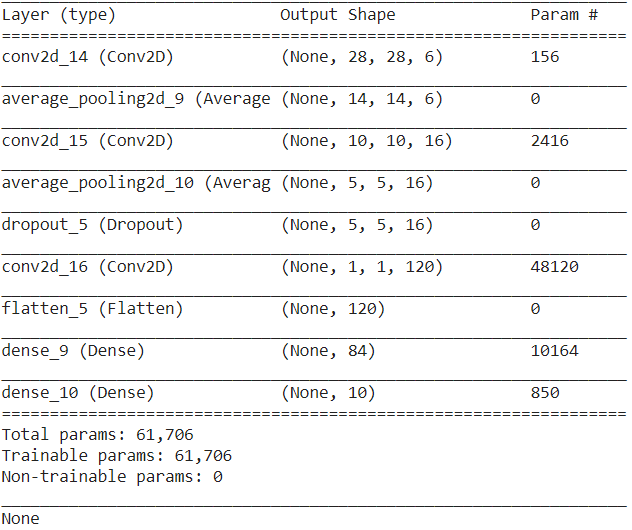 Layer (type) Output Shape Param #
=================================================================
conv2d_14 (Conv2D) (None, 28, 28, 6) 156
_________________________________________________________________
average_pooling2d_9 (Average (None, 14, 14, 6) 0
_________________________________________________________________
conv2d_15 (Conv2D) (None, 10, 10, 16) 2416
_________________________________________________________________
average_pooling2d_10 (Averag (None, 5, 5, 16) 0
_________________________________________________________________
dropout_5 (Dropout) (None, 5, 5, 16) 0
_________________________________________________________________
conv2d_16 (Conv2D) (None, 1, 1, 120) 48120
_________________________________________________________________
flatten_5 (Flatten) (None, 120) 0
_________________________________________________________________
dense_9 (Dense) (None, 84) 10164
_________________________________________________________________
dense_10 (Dense) (None, 10) 850
=================================================================
Total params: 61,706
Trainable params: 61,706
Non-trainable params: 0
_________________________________________________________________
None